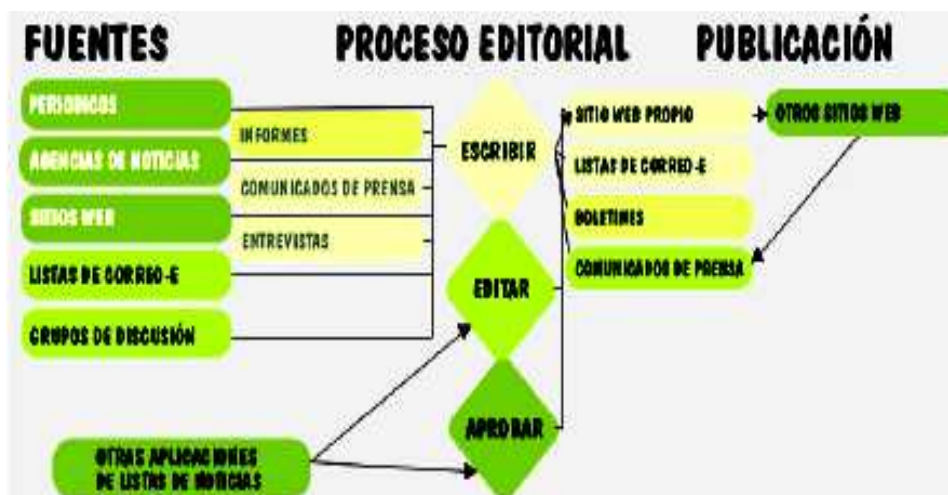 FUENTES
PROCESO EDITORIAL
PUBLICACIÓN
PERIODICOS
AGENCIAS DE NOTICIAS
SITIOS WEB
LISTAS DE CORREO-E
GRUPOS DE DISCUSIÓN
INFORMES
COMUNICADOS DE PRENSA
ENTREVISTAS
OTRAS APLICACIONES
DE LISTAS DE NOTICIAS
ESCRIBIR
EDITAR
APROBAR
SITIO WEB PROPIO
LISTAS DE CORREO-E
BOLETINES
COMUNICADOS DE PRENSA
OTROS SITIOS WEB